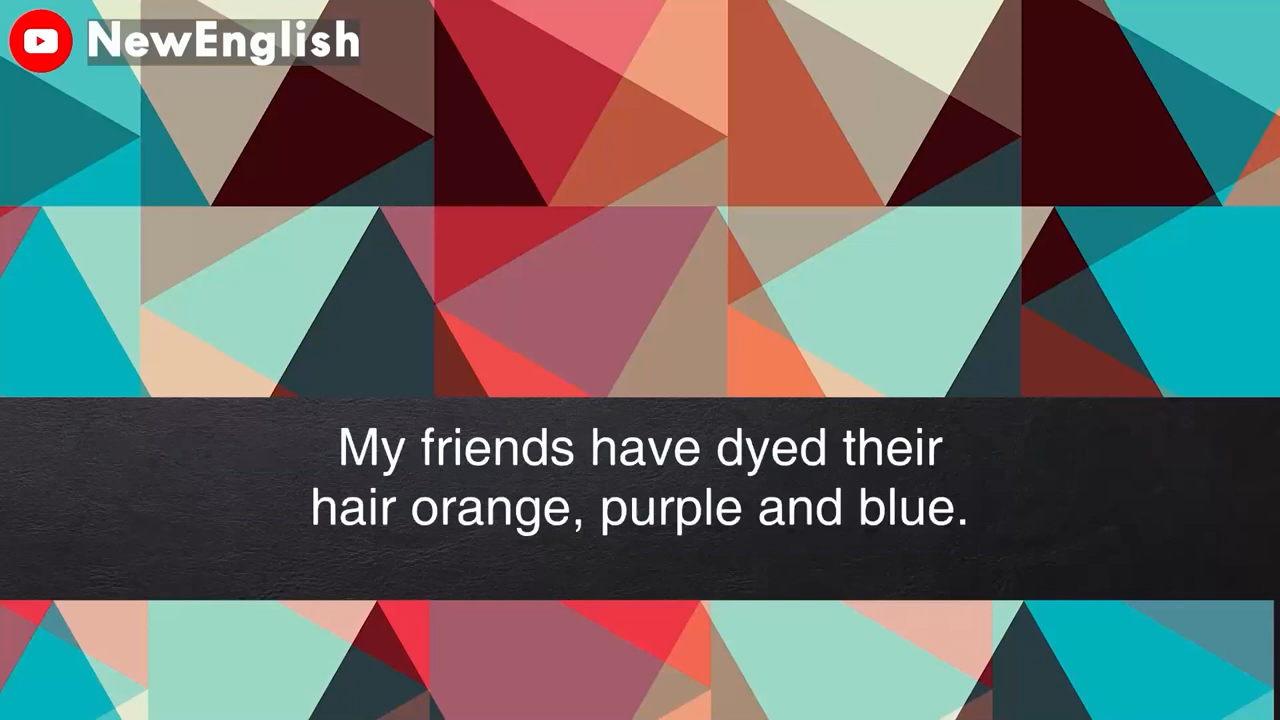 NewEnglish
My friends have dyed their
hair orange, purple and blue.